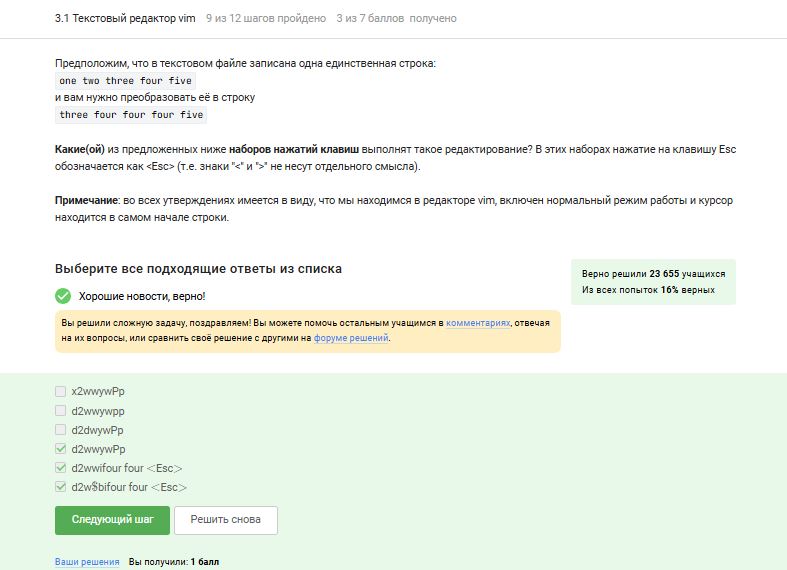 3.1 Текстовый редактор vim 9 из 12 шагов пройдено 3 из 7 баллов получено
Предположим, что в текстовом файле записана одна единственная строка:
one two three four five
и вам нужно преобразовать её в строку
three four four four five
Какие(ой) из предложенных ниже наборов нажатий клавиш выполнят такое редактирование? В этих наборах нажатие на клавишу Esc
обозначается как <Esc> (т.е. знаки "<" и ">" не несут отдельного смысла).
Примечание: во всех утверждениях имеется в виду, что мы находимся в редакторе vim, включен нормальный режим работы и курсор
находится в самом начале строки.
Выберите все подходящие ответы из списка
Хорошие новости, верно!
Верно решили 23 655 учащихся
Из всех попыток 16% верных
Вы решили сложную задачу, поздравляем! Вы можете помочь остальным учащимся в комментариях, отвечая
на их вопросы, или сравнить своё решение с другими на форуме решений.
x2wwywPp
d2wwywpp
d2dwywPp
d2wwywPp
d2wwifour four <Esc>
d2w$bifour four <Esc>
Следующий шаг Решить снова
Ваши решения Вы получили: 1 балл